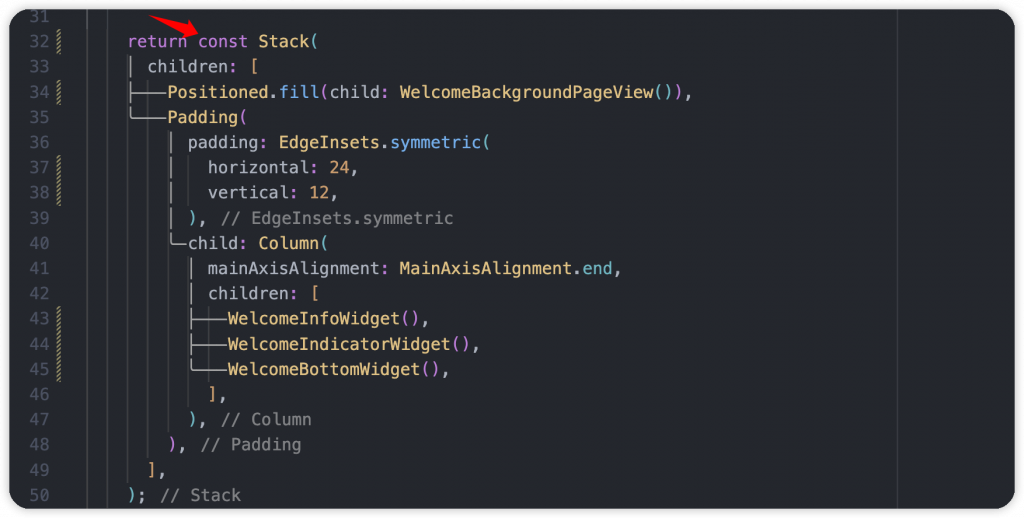 31
32 return const Stack(
33 children: [
34 Positioned.fill(child: WelcomeBackgroundPageView()),
35 Padding(
36 padding: EdgeInsets.symmetric(
37 horizontal: 24,
38 vertical: 12,
39 ), // EdgeInsets.symmetric
40 child: Column(
41 mainAxisAlignment: MainAxisAlignment.end,
42 children: [
43 WelcomeInfoWidget(),
44 WelcomeIndicatorWidget(),
45 WelcomeBottomWidget(),
46 ],
47 ), // Column
48 ), // Padding
49 ],
50 ); // Stack